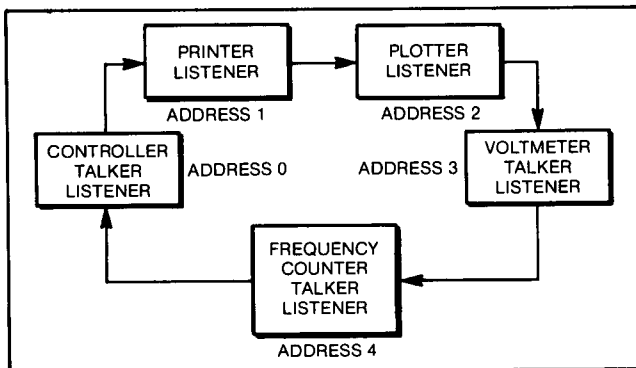 PRINTER
LISTENER
ADDRESS 1
PLOTTER
LISTENER
ADDRESS 2
CONTROLLER
TALKER
LISTENER
ADDRESS 0
ADDRESS 3
VOLTMETER
TALKER
LISTENER
FREQUENCY
COUNTER
TALKER
LISTENER
ADDRESS 4